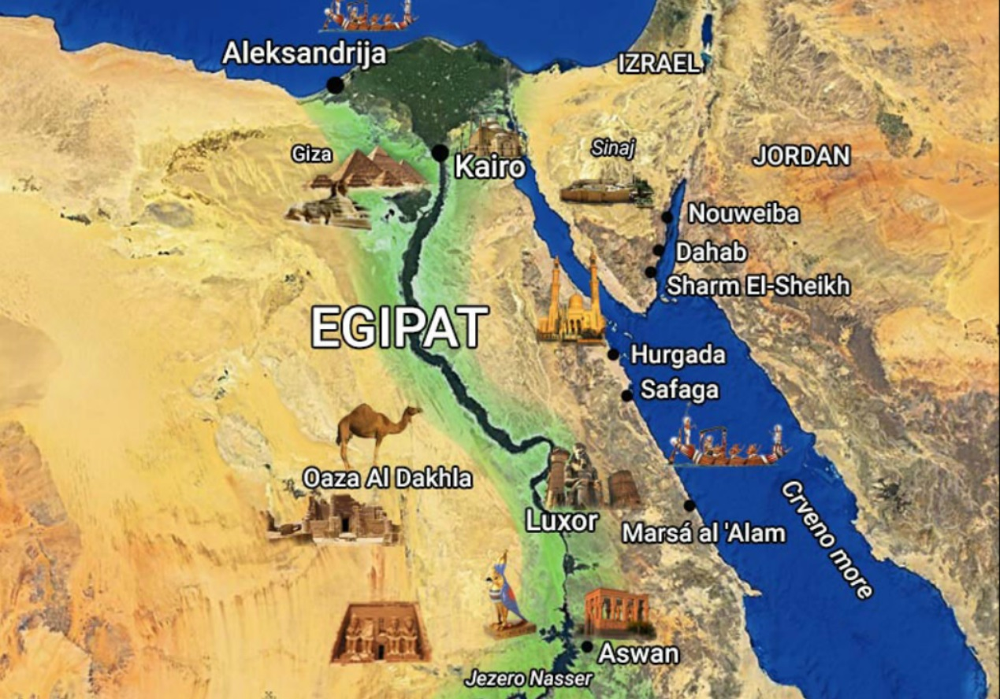 Aleksandrija
IZRAEL
Giza
Kairo
Sinaj
JORDAN
Nouweiba
Dahab
Sharm El-Sheikh
EGIPAT
Hurgada
Safaga
Oaza Al Dakhla
Luxor
Marsá al 'Alam
Crveno more
Aswan
Jezero Nasser